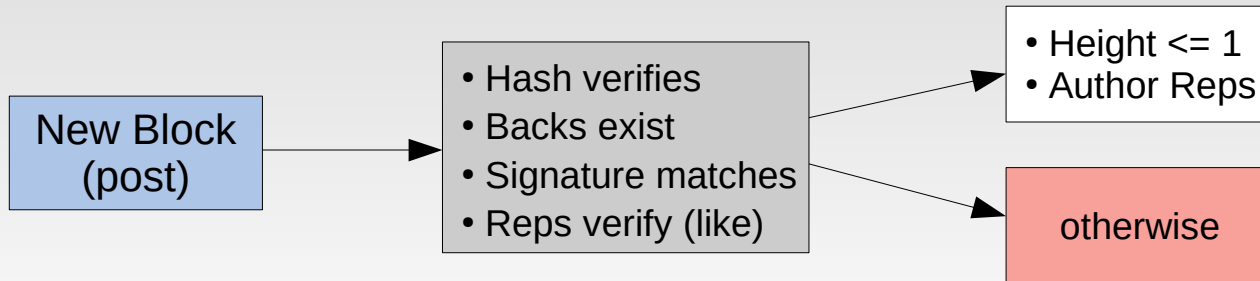 New Block
(post)
• Hash verifies
• Backs exist
• Signature matches
• Reps verify (like)
• Height <= 1
• Author Reps
otherwise